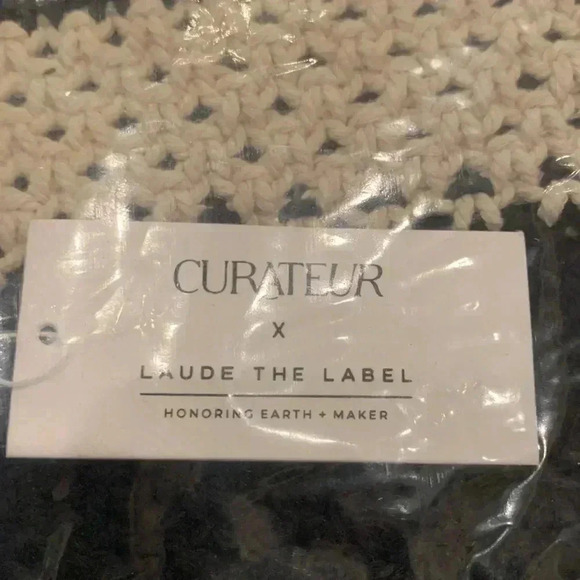 CURATEUR
X
LAUDE THE LABEL
HONORING EARTH + MAKER